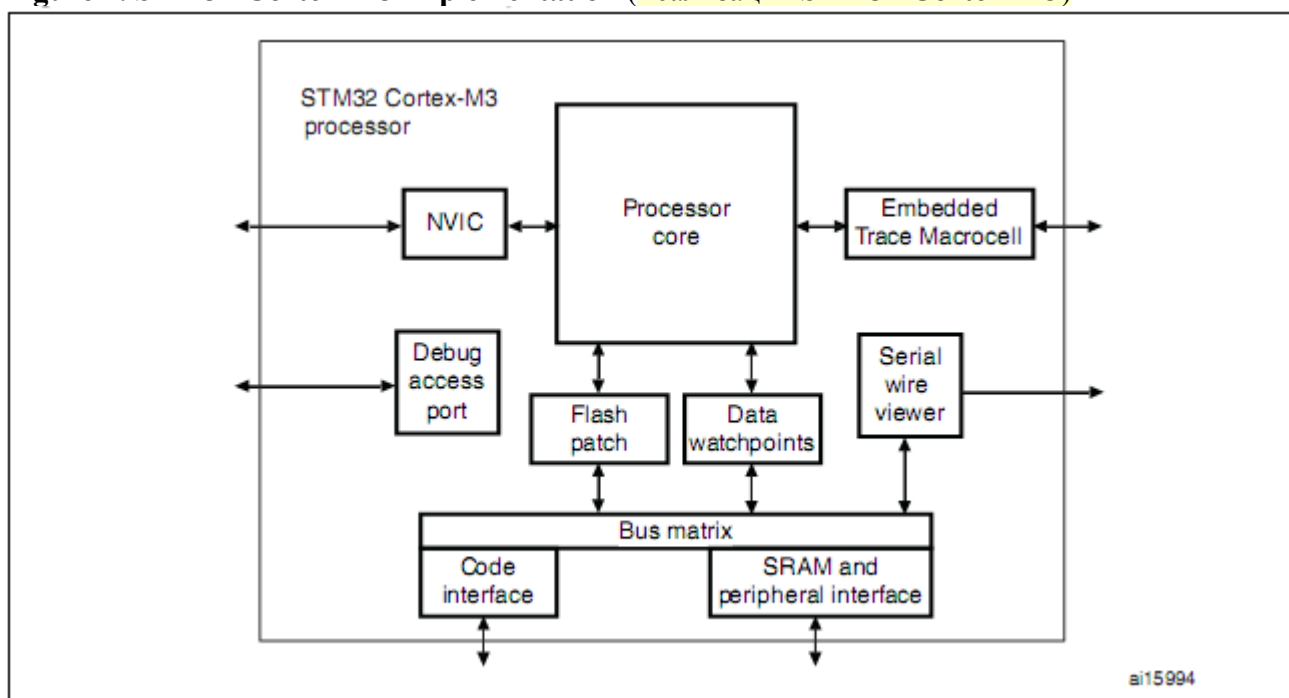 STM32 Cortex-M3
processor
Processor
core
NVIC
Embedded
Trace Macrocell
Debug
access
port
Flash
patch
Data
watchpoints
Serial
wire
viewer
Bus matrix
Code
interface
SRAM and
peripheral interface
ai15994